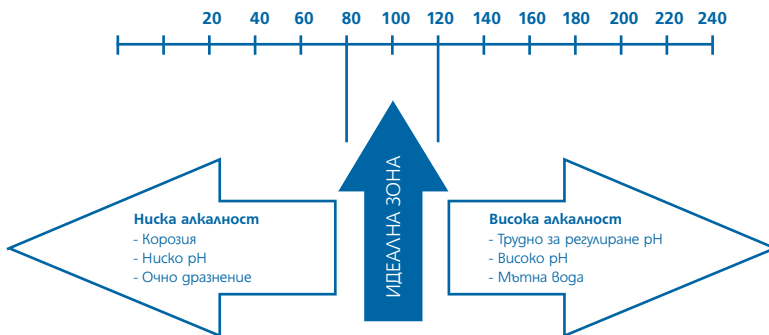 20 40 60 80 100 120 140 160 180 200 220 240
ИДЕАЛНА ЗОНА
Ниска алкалност
- Корозия
- Ниско pH
- Очно дразнение
Висока алкалност
- Трудно за регулиране pH
- Високо pH
- Мътна вода